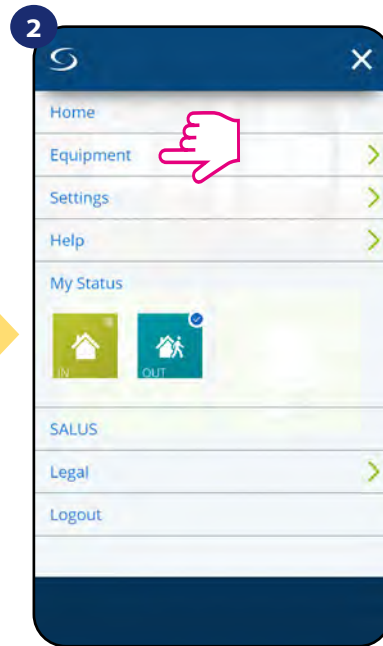 2
Home
Equipment
Settings
Help
My Status
IN
OUT
SALUS
Legal
Logout